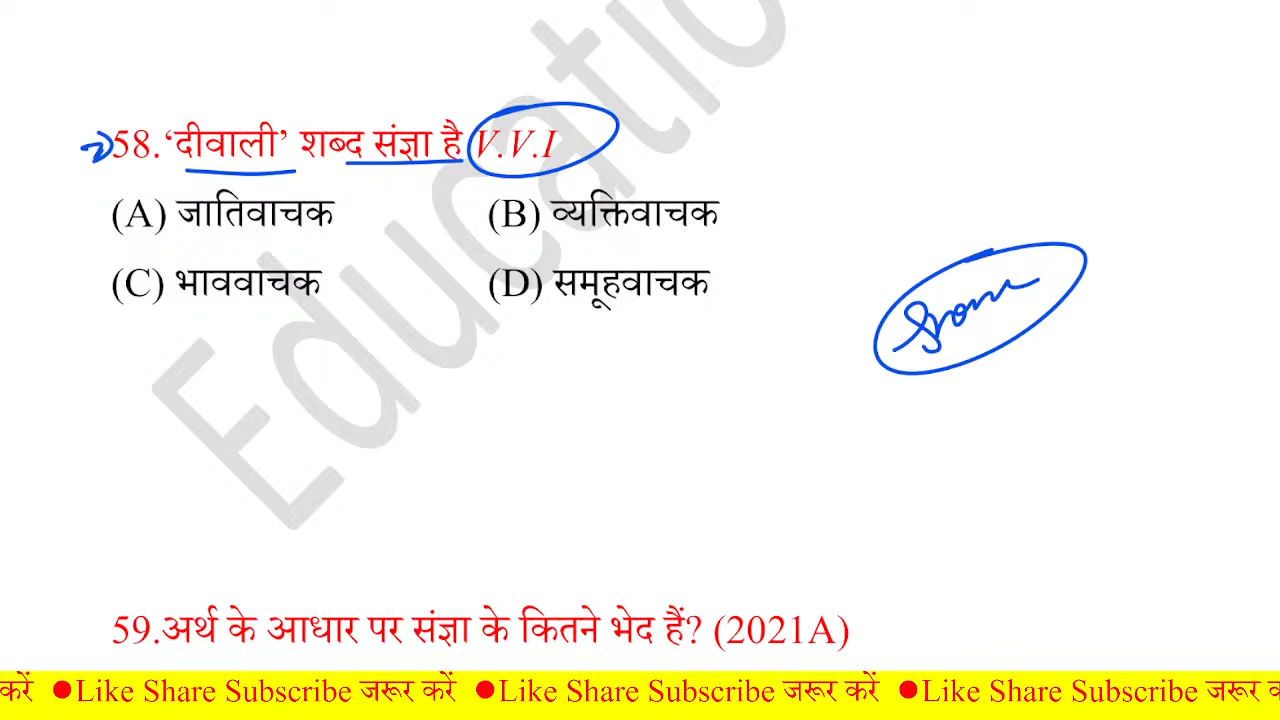 58.‘दीवाली’ शब्द संज्ञा है V.V.I
(A) जातिवाचक (B) व्यक्तिवाचक
(C) भाववाचक (D) समूहवाचक
59.अर्थ के आधार पर संज्ञा के कितने भेद हैं? (2021A)
करें ●Like Share Subscribe जरूर करें ●Like Share Subscribe जरूर करें ●Like Share Subscribe जरूर
Educatio